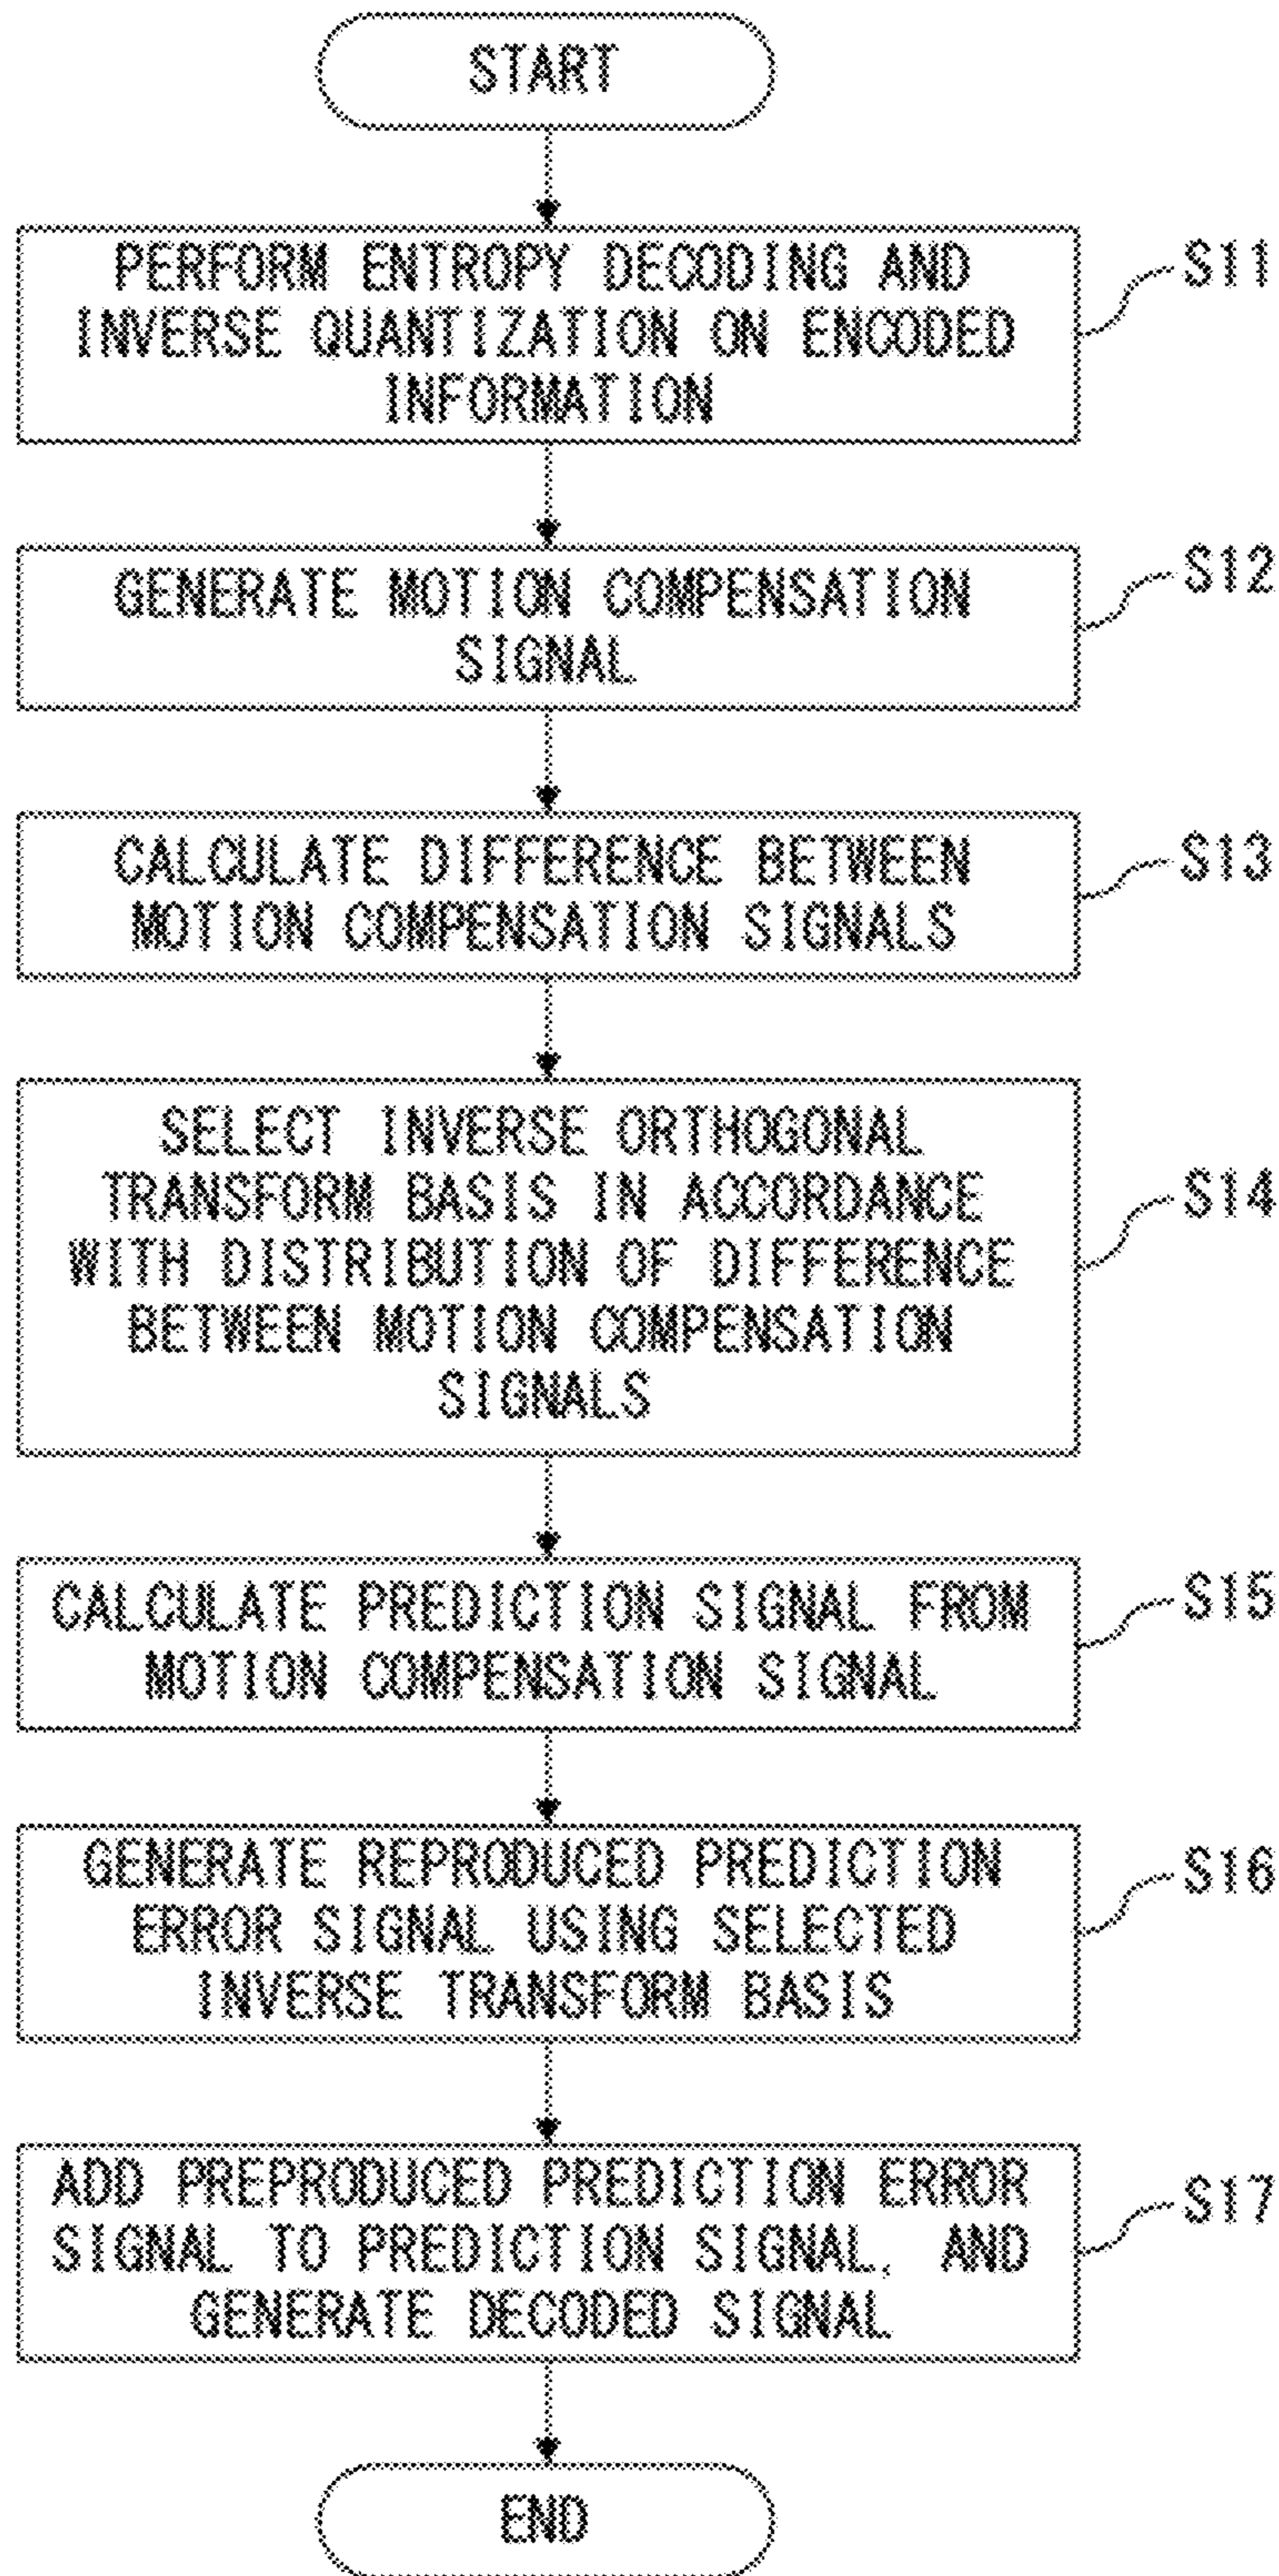 START
PERFORM ENTROPY DECODING AND
INVERSE QUANTIZATION ON ENCODED
INFORMATION
S11
GENERATE MOTION COMPENSATION
SIGNAL
S12
CALCULATE DIFFERENCE BETWEEN
MOTION COMPENSATION SIGNALS
S13
SELECT INVERSE ORTHOGONAL
TRANSFORM BASIS IN ACCORDANCE
WITH DISTRIBUTION OF DIFFERENCE
BETWEEN MOTION COMPENSATION
SIGNALS
S14
CALCULATE PREDICTION SIGNAL FROM
MOTION COMPENSATION SIGNAL
S15
GENERATE REPRODUCED PREDICTION
ERROR SIGNAL USING SELECTED
INVERSE TRANSFORM BASIS
S16
ADD PREPRODUCED PREDICTION ERROR
SIGNAL TO PREDICTION SIGNAL, AND
GENERATE DECODED SIGNAL
S17
END